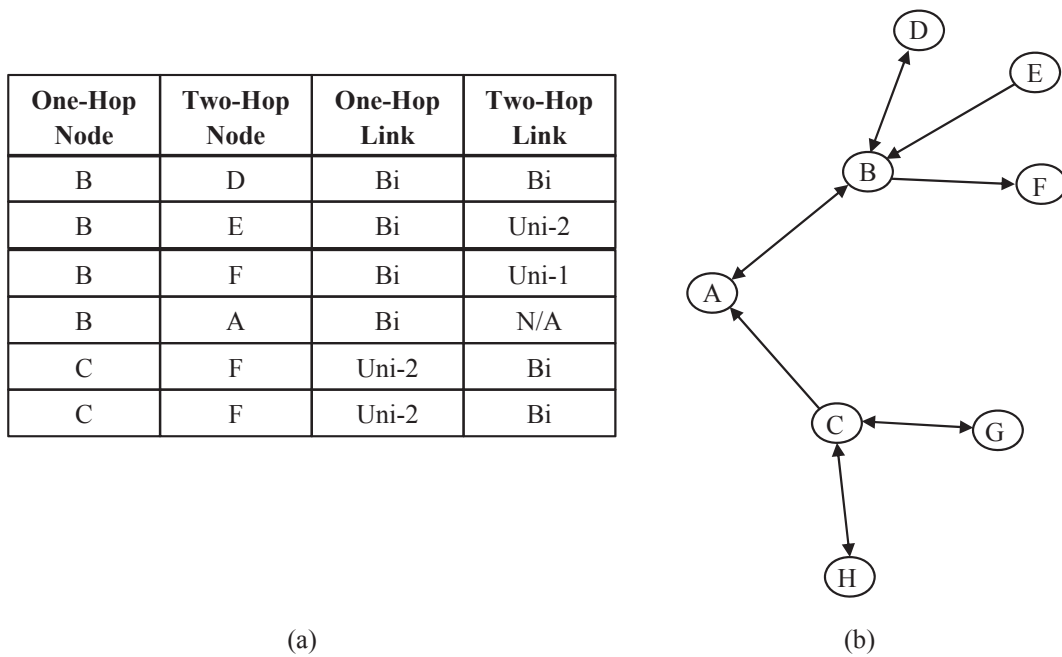 One-Hop Node Two-Hop Node One-Hop Link Two-Hop Link
B D Bi Bi
B E Bi Uni-2
B F Bi Uni-1
B A Bi N/A
C F Uni-2 Bi
C F Uni-2 Bi
(a)
D
E
B
F
A
C
G
H
(b)